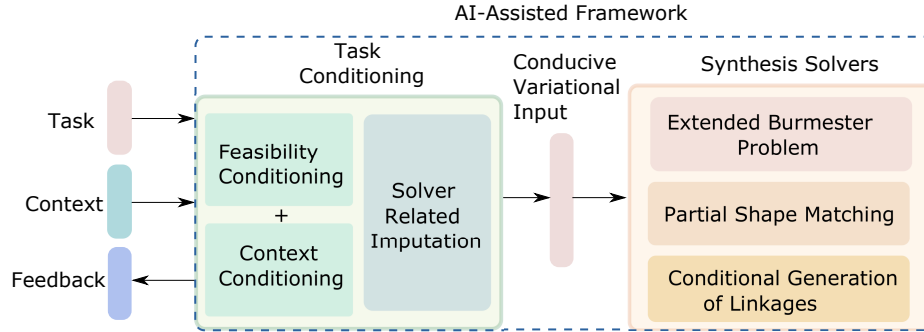 AI-Assisted Framework
Task
Conditioning
Conducive
Variational
Input
Synthesis Solvers
Task
Context
Feedback
Feasibility
Conditioning
+
Context
Conditioning
Solver
Related
Imputation
Extended Burmester
Problem
Partial Shape Matching
Conditional Generation
of Linkages